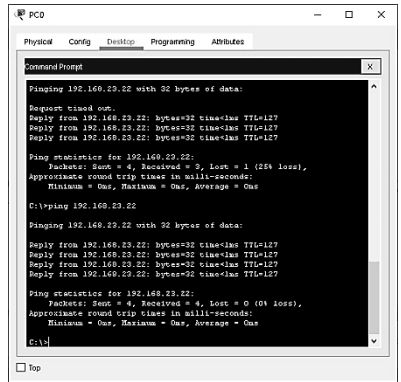 PC0
Physical Config Desktop Programming Attributes
Command Prompt X
Pinging 192.168.23.22 with 32 bytes of data:
Request timed out.
Reply from 192.168.23.22: bytes=32 time<1ms TTL=127
Reply from 192.168.23.22: bytes=32 time<1ms TTL=127
Reply from 192.168.23.22: bytes=32 time<1ms TTL=127
Ping statistics for 192.168.23.22:
Packets: Sent = 4, Received = 3, Lost = 1 (25% loss),
Approximate round trip times in milli-seconds:
Minimum = 0ms, Maximum = 0ms, Average = 0ms
C:\>ping 192.168.23.22
Pinging 192.168.23.22 with 32 bytes of data:
Reply from 192.168.23.22: bytes=32 time<1ms TTL=127
Reply from 192.168.23.22: bytes=32 time<1ms TTL=127
Reply from 192.168.23.22: bytes=32 time<1ms TTL=127
Reply from 192.168.23.22: bytes=32 time<1ms TTL=127
Ping statistics for 192.168.23.22:
Packets: Sent = 4, Received = 4, Lost = 0 (0% loss),
Approximate round trip times in milli-seconds:
Minimum = 0ms, Maximum = 0ms, Average = 0ms
C:\>
Top